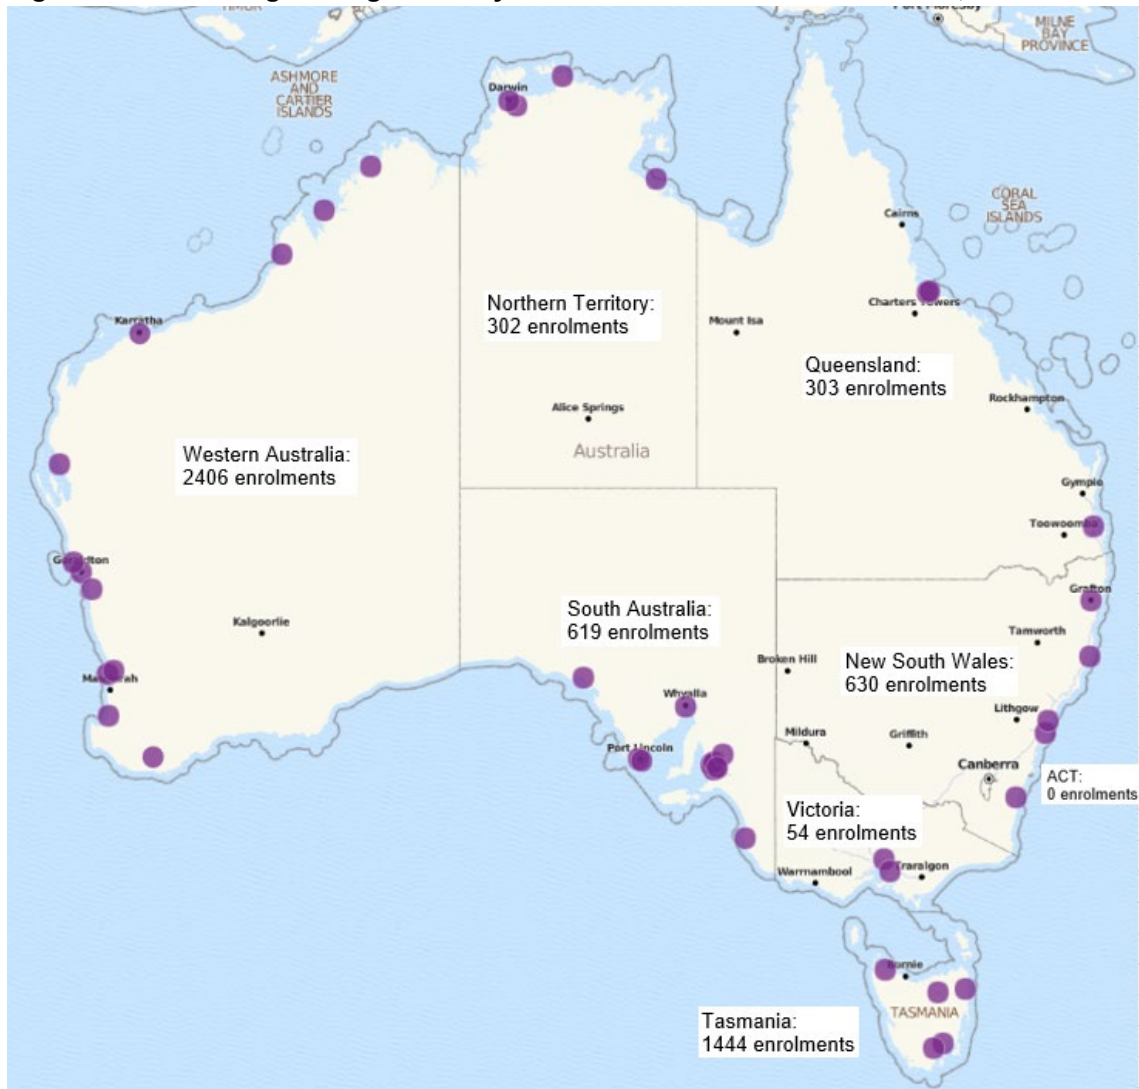 MILNE
BAY
PROVINCE
ASHMORE
AND
CARTIER
ISLANDS
Darwin
CORAL
SEA
ISLANDS
Cairns
Northern Territory:
302 enrolments
Charters Towers
Karratha
Mount Isa
Queensland:
303 enrolments
Rockhampton
Alice Springs
Australia
Western Australia:
2406 enrolments
Gympie
Toowoomba
Geraldton
Grafton
South Australia:
619 enrolments
Kalgoorlie
Tamworth
Broken Hill
New South Wales:
630 enrolments
Mandurah
Whyalla
Lithgow
Port Lincoln
Mildura
Griffith
Canberra
ACT:
0 enrolments
Victoria:
54 enrolments
Warrnambool
Traralgon
Burnie
TASMANIA
Tasmania:
1444 enrolments